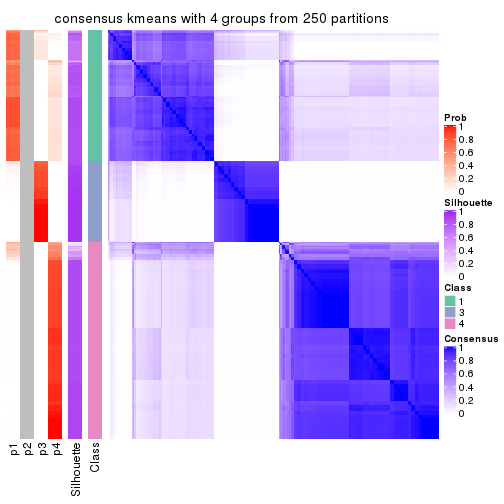 consensus kmeans with 4 groups from 250 partitions
Prob
1
0.8
0.6
0.4
0.2
0
Silhouette
1
0.8
0.6
0.4
0.2
0
Class
1
3
4
Consensus
1
0.8
0.6
0.4
0.2
0
p1
p2
p3
p4
Silhouette
Class